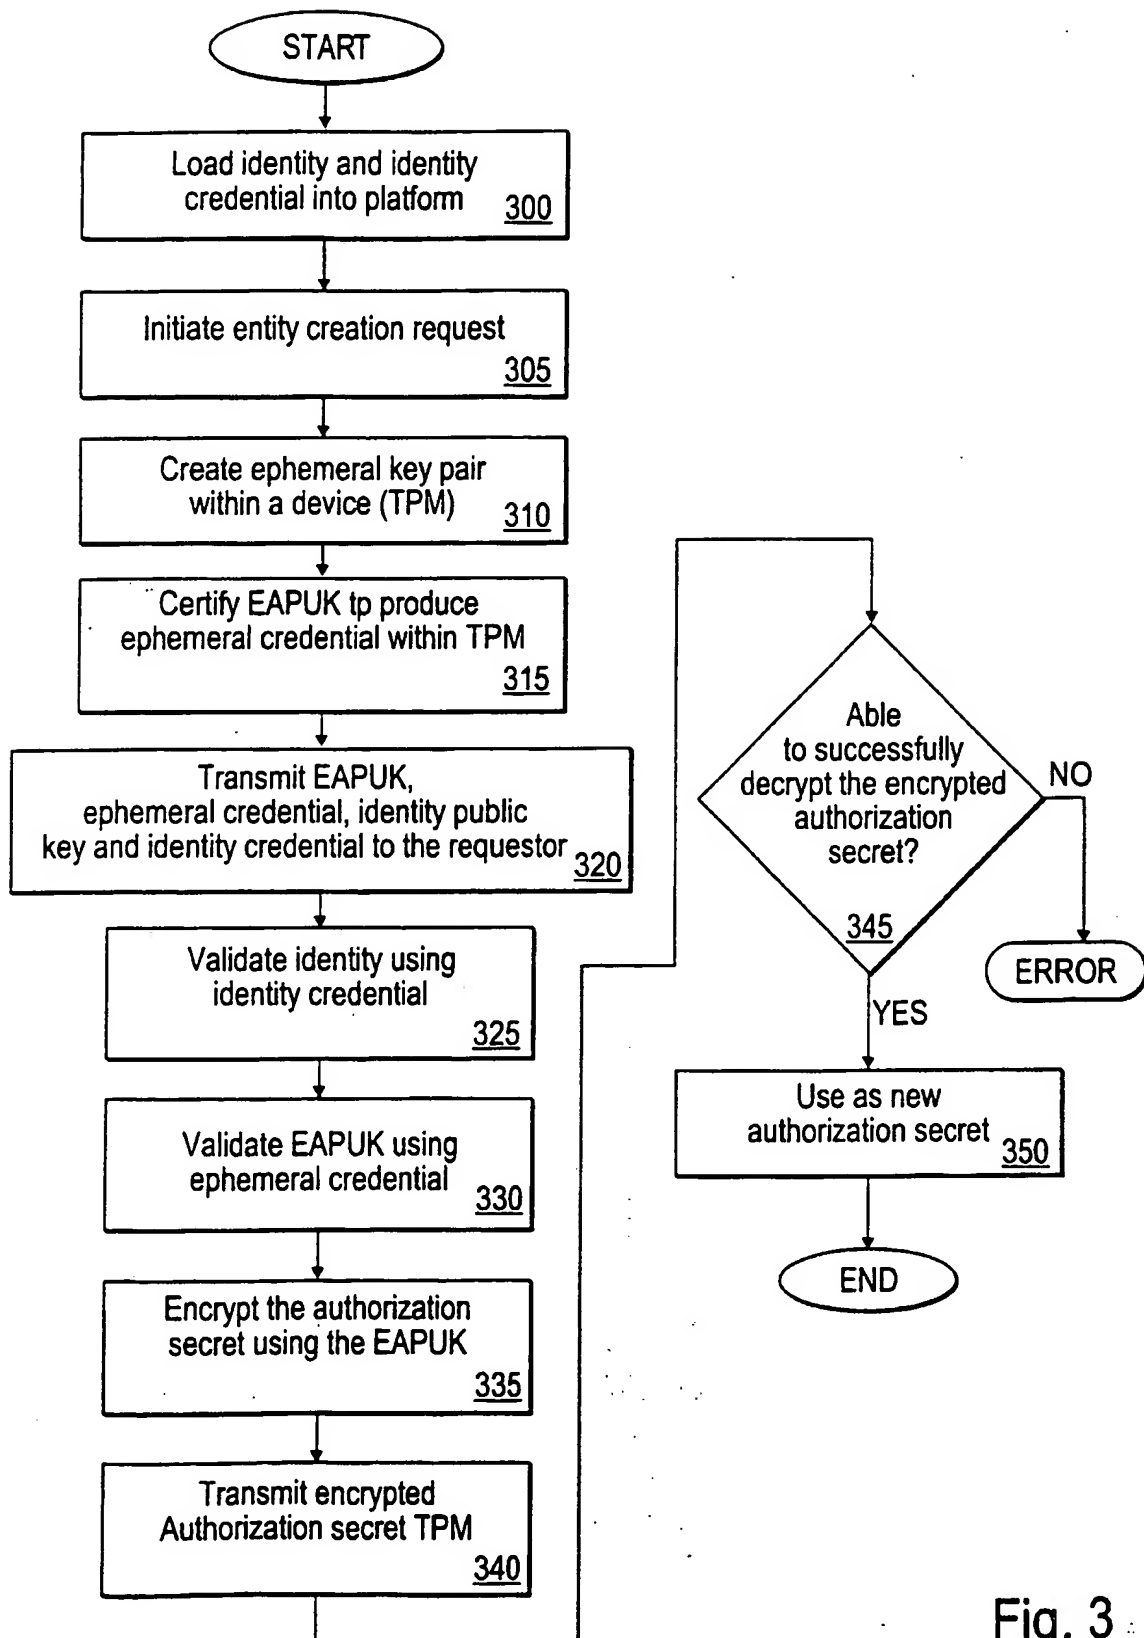 START
Load identity and identity
credential into platform
300
Initiate entity creation request
305
Create ephemeral key pair
within a device (TPM)
310
Certify EAPUK tp produce
ephemeral credential within TPM
315
Transmit EAPUK,
ephemeral credential, identity public
key and identity credential to the requestor
320
Validate identity using
identity credential
325
Validate EAPUK using
ephemeral credential
330
Encrypt the authorization
secret using the EAPUK
335
Transmit encrypted
Authorization secret TPM
340
Able
to successfully
decrypt the encrypted
authorization
secret?
345
NO
ERROR
YES
Use as new
authorization secret
350
END
Fig. 3